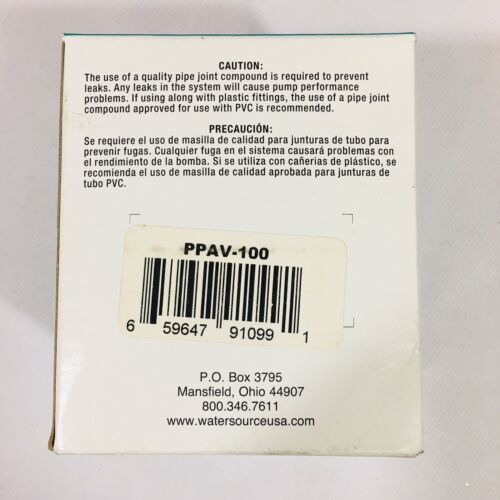 CAUTION:
The use of a quality pipe joint compound is required to prevent
leaks. Any leaks in the system will cause pump performance
problems. If using along with plastic fittings, the use of a pipe joint
compound approved for use with PVC is recommended.
PRECAUCIÓN:
Se requiere el uso de masilla de calidad para junturas de tubo para
prevenir fugas. Cualquier fuga en el sistema causará problemas con
el rendimiento de la bomba. Si se utiliza con cañerias de plástico, se
recomienda el uso de masilla de calidad aprobada para junturas de
tubo PVC.
PPAV-100
6 59647 91099 1
P.O. Box 3795
Mansfield, Ohio 44907
800.346.7611
www.watersourceusa.com